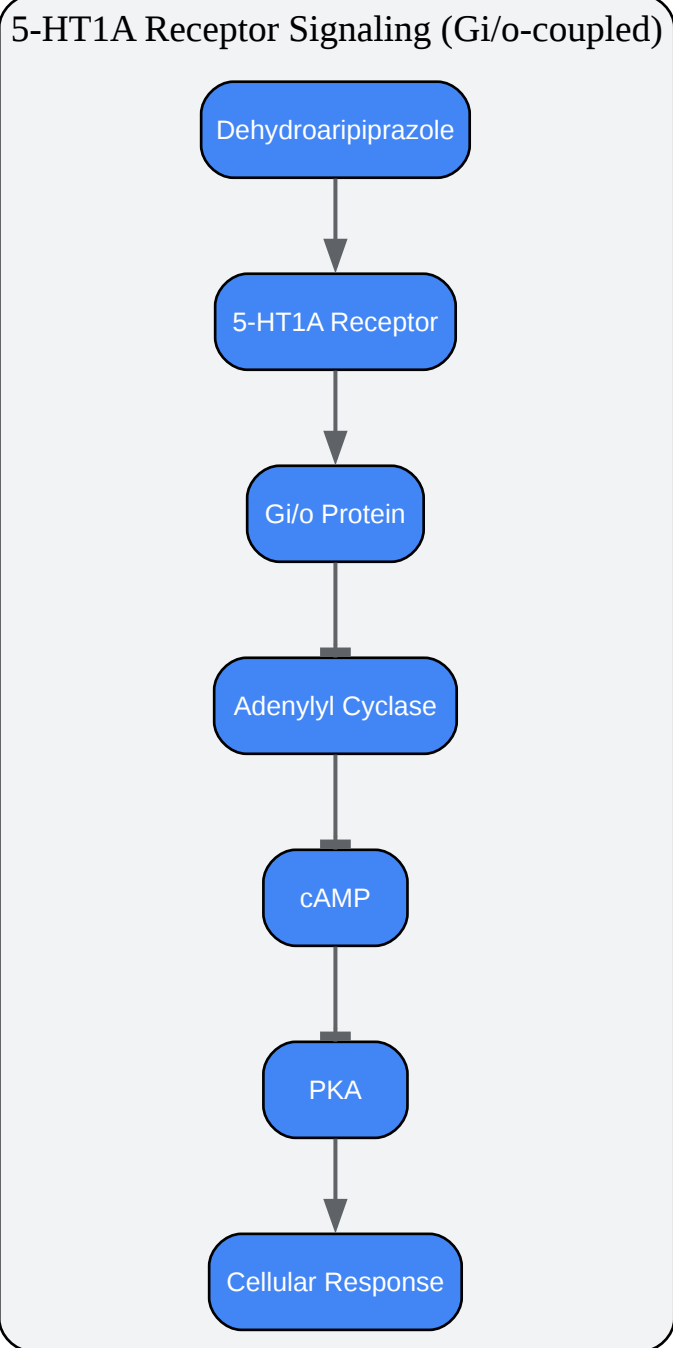 5-HT1A Receptor Signaling (Gi/o-coupled)
Dehydroaripiprazole
5-HT1A Receptor
Gi/o Protein
Adenylyl Cyclase
cAMP
PKA
Cellular Response